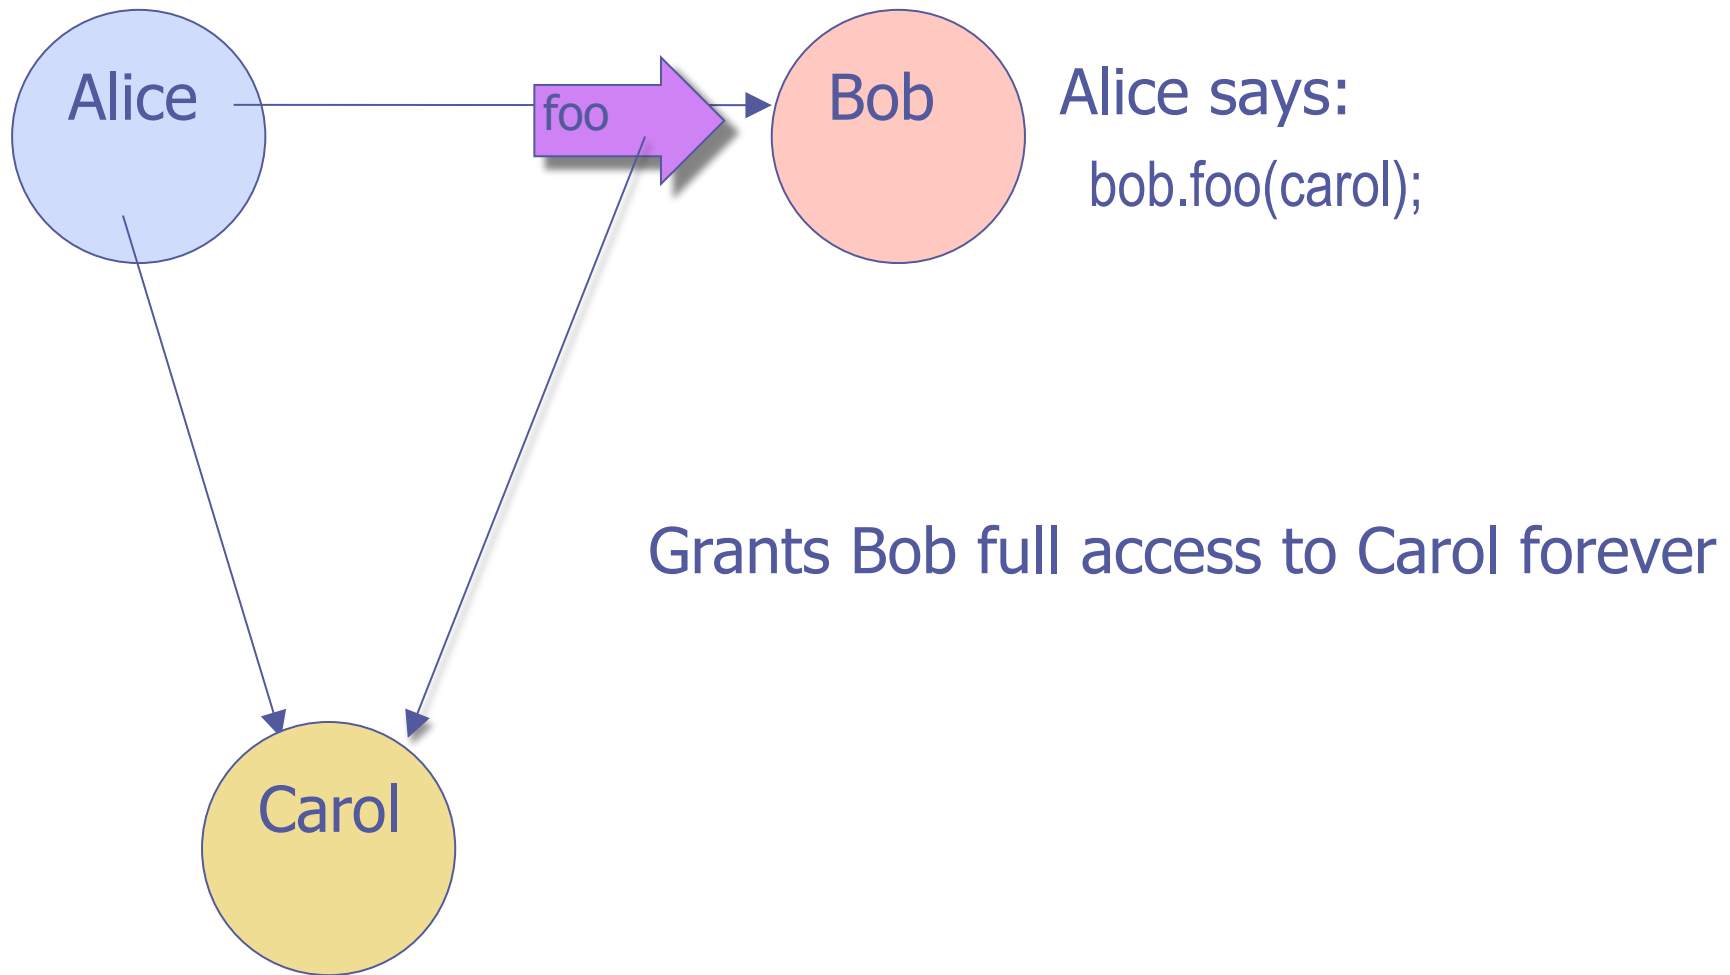 Alice
foo
Bob
Alice says:
bob.foo(carol);
Grants Bob full access to Carol forever
Carol